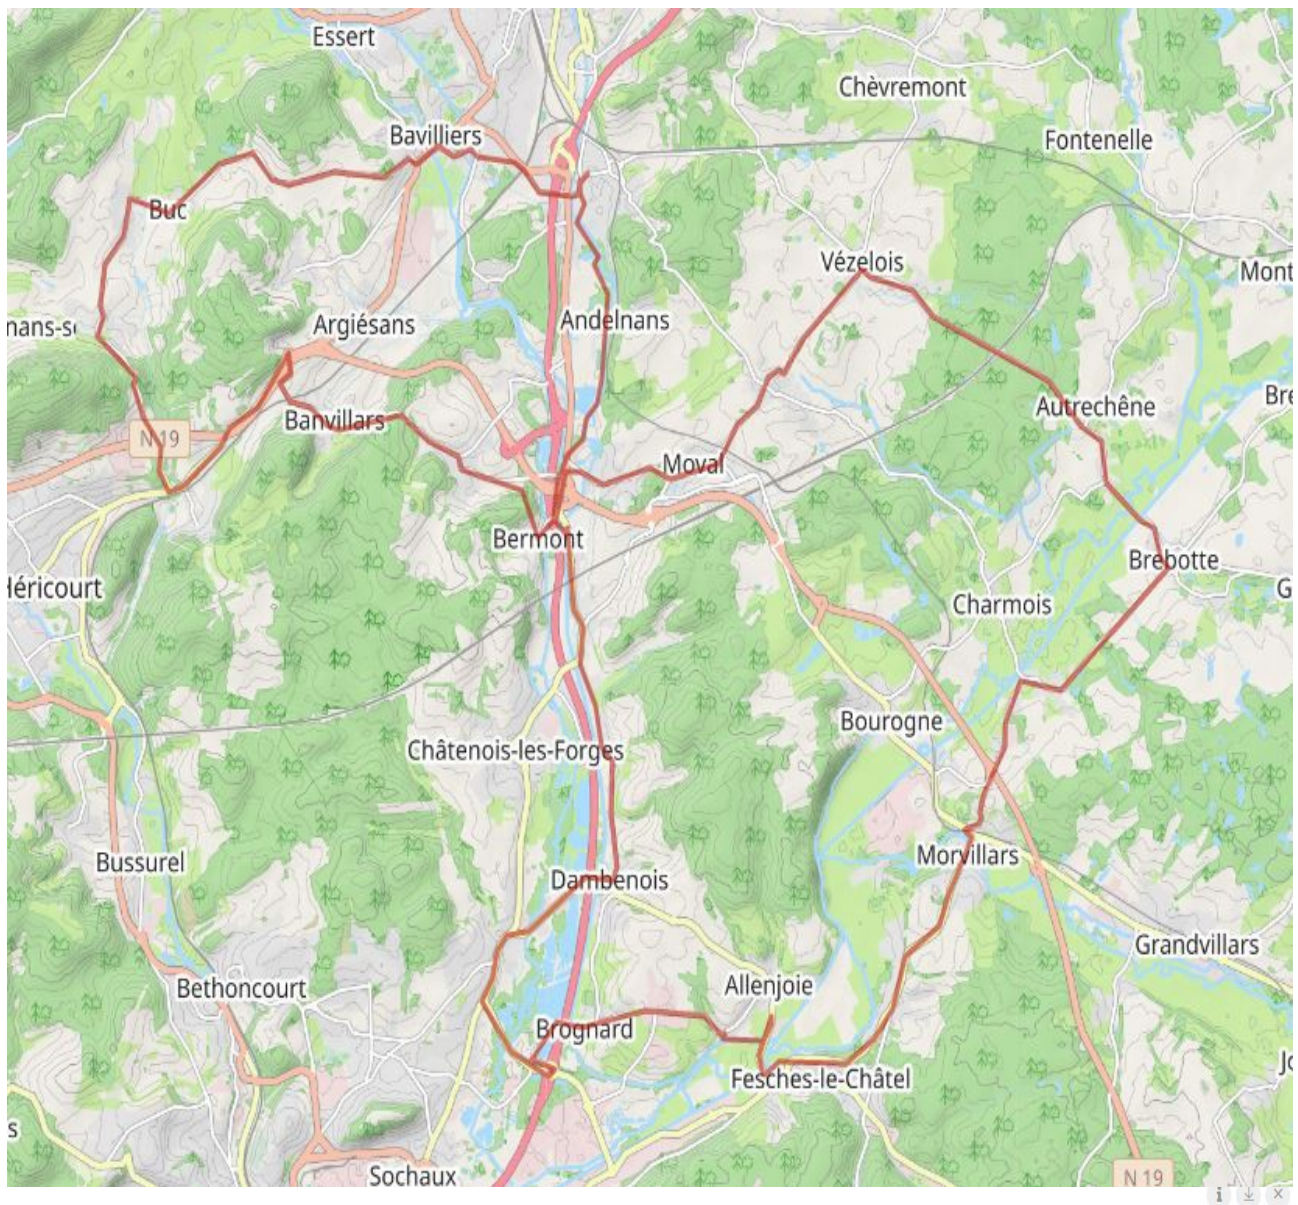 Essert
Chèvremont
Bavilliers
Fontenelle
Buc
Vézelois
Mont
nans-s
Argiésans
Andelnans
Bre
Autrechêne
Banvillars
N 19
Moval
Bermont
Brebotte
Héricourt
G
Charmois
Bourogne
Châtenois-les-Forges
Bussurel
Morvillars
Dambenois
Grandvillars
Bethoncourt
Allenjoie
Brognard
Jo
Fesches-le-Châtel
s
Sochaux
N 19